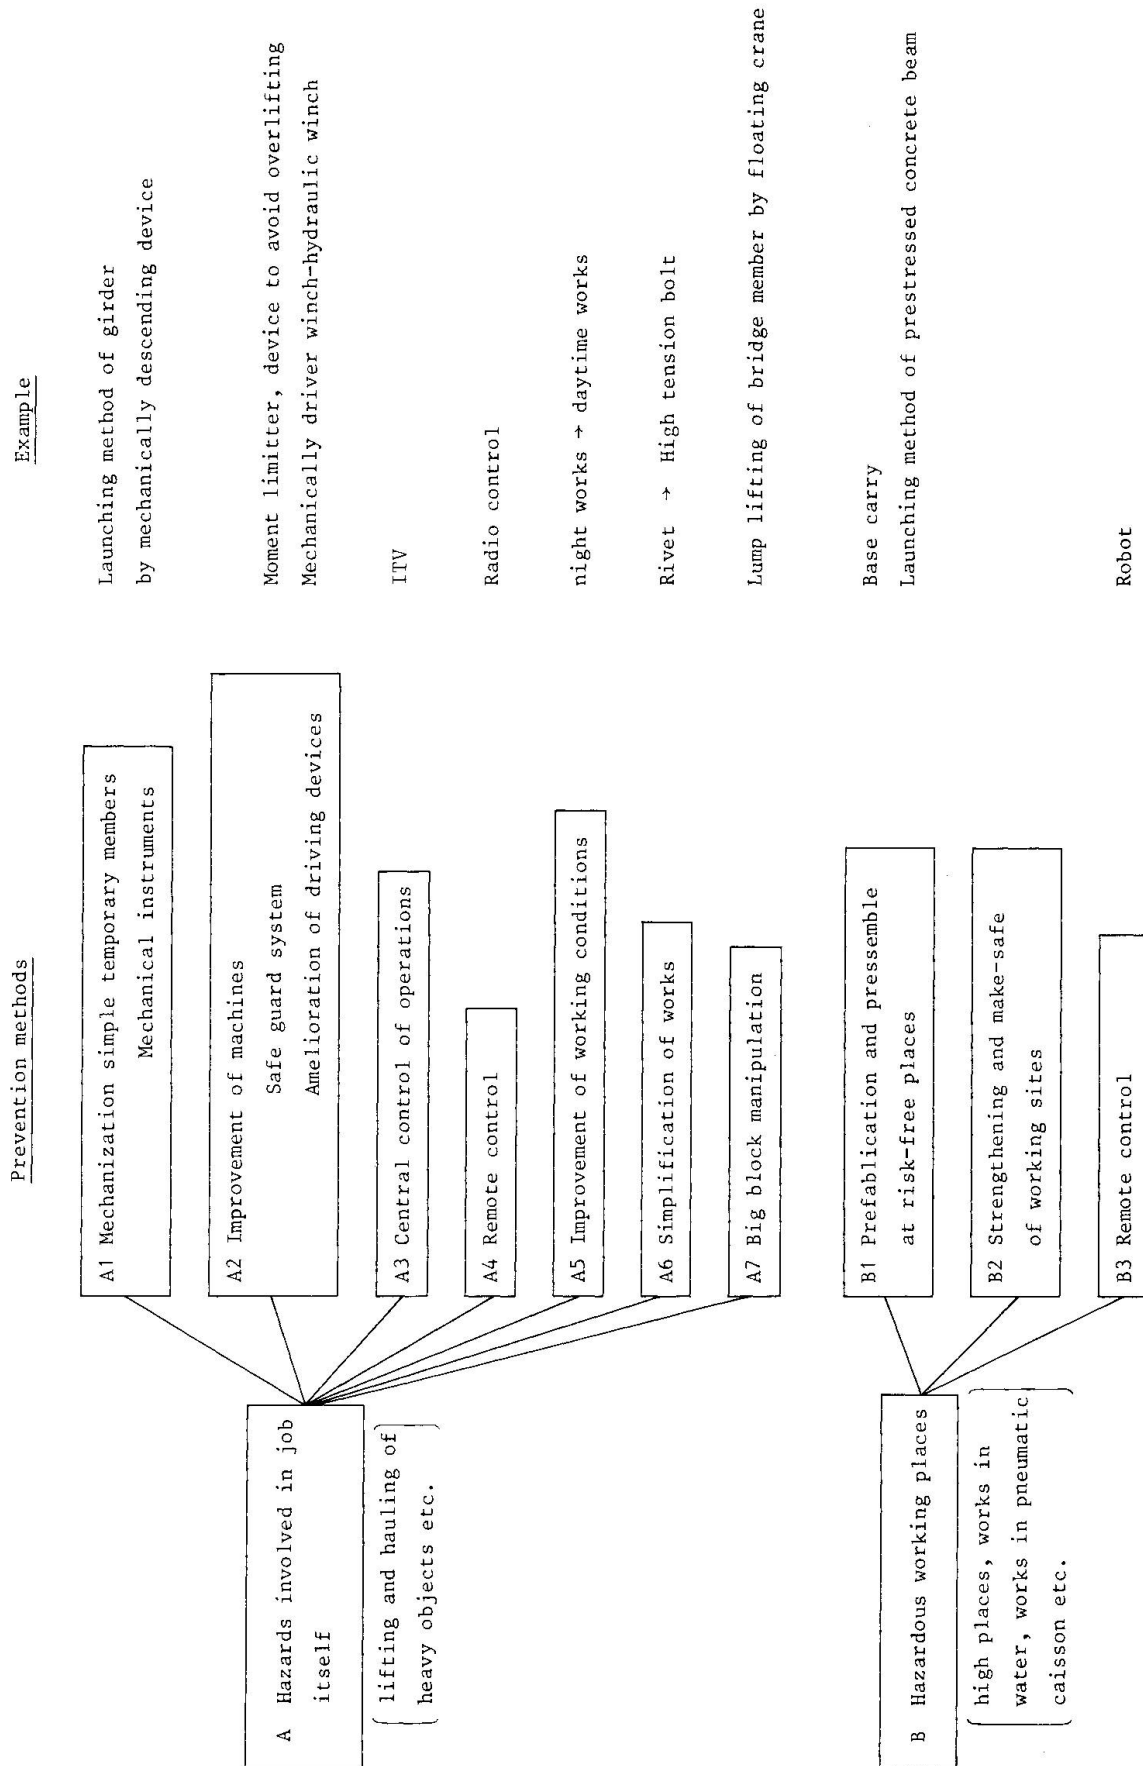 Prevention methods
Example
A Hazards involved in job
itself
lifting and hauling of
heavy objects etc.
A1 Mechanization simple temporary members
Mechanical instruments
Launching method of girder
by mechanically descending device
A2 Improvement of machines
Safe guard system
Amelioration of driving devices
Moment limitter, device to avoid overlifting
Mechanically driver winch-hydraulic winch
A3 Central control of operations
ITV
A4 Remote control
Radio control
A5 Improvement of working conditions
night works → daytime works
A6 Simplification of works
Rivet → High tension bolt
A7 Big block manipulation
Lump lifting of bridge member by floating crane
B Hazardous working places
high places, works in
water, works in pneumatic
caisson etc.
B1 Prefablication and pressemble
at risk-free places
Base carry
Launching method of prestressed concrete beam
B2 Strengthening and make-safe
of working sites
B3 Remote control
Robot